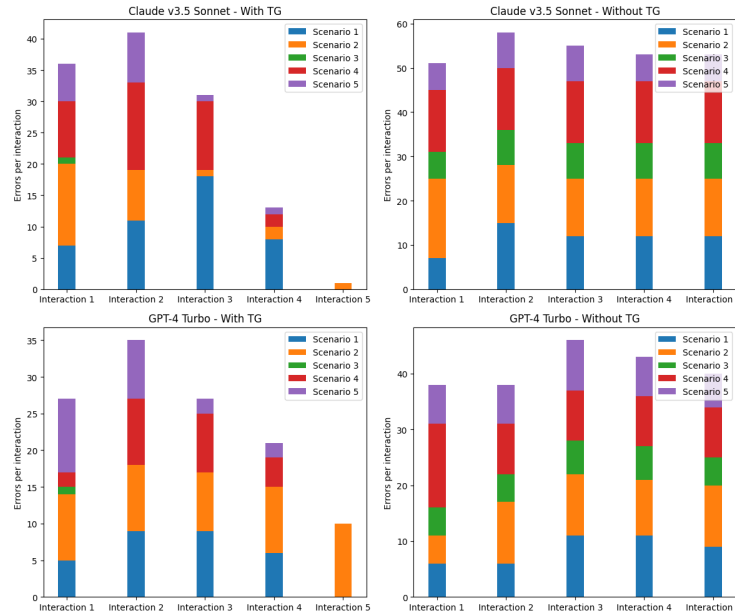 Claude v3.5 Sonnet - With TG
Errors per interaction
40
35
30
25
20
15
10
5
0
Scenario 1
Scenario 2
Scenario 3
Scenario 4
Scenario 5
Interaction 1 Interaction 2 Interaction 3 Interaction 4 Interaction 5
Claude v3.5 Sonnet - Without TG
Errors per interaction
60
50
40
30
20
10
0
Scenario 1
Scenario 2
Scenario 3
Scenario 4
Scenario 5
Interaction 1 Interaction 2 Interaction 3 Interaction 4 Interaction
GPT-4 Turbo - With TG
Errors per interaction
35
30
25
20
15
10
5
0
Scenario 1
Scenario 2
Scenario 3
Scenario 4
Scenario 5
Interaction 1 Interaction 2 Interaction 3 Interaction 4 Interaction 5
GPT-4 Turbo - Without TG
Errors per interaction
40
30
20
10
0
Scenario 1
Scenario 2
Scenario 3
Scenario 4
Scenario 5
Interaction 1 Interaction 2 Interaction 3 Interaction 4 Interaction